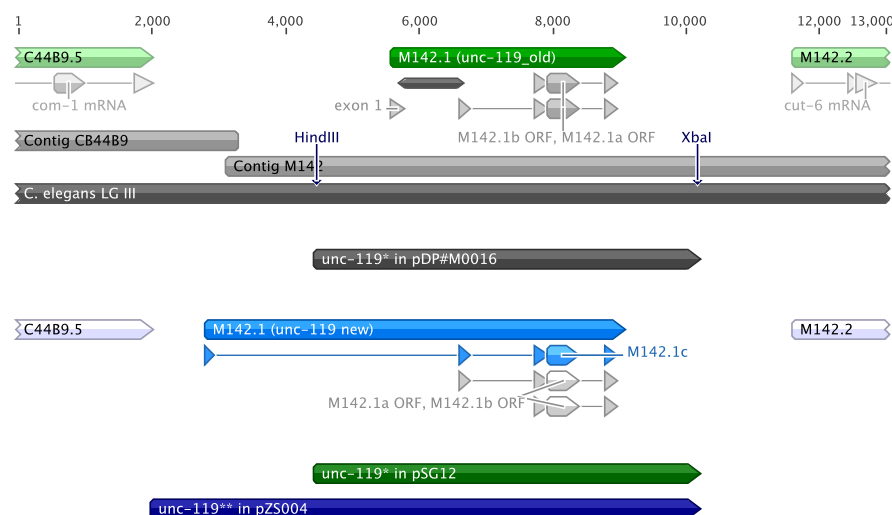 1 2,000 4,000 6,000 8,000 10,000 12,000 13,000
C44B9.5 M142.1 (unc-119_old) M142.2
com-1 mRNA exon 1 cut-6 mRNA
Contig CB44B9 HindIII M142.1b ORF, M142.1a ORF XbaI
Contig M142
C. elegans LG III
unc-119* in pDP#M0016
C44B9.5 M142.1 (unc-119 new) M142.2
M142.1c
M142.1a ORF, M142.1b ORF
unc-119* in pSG12
unc-119** in pZS004